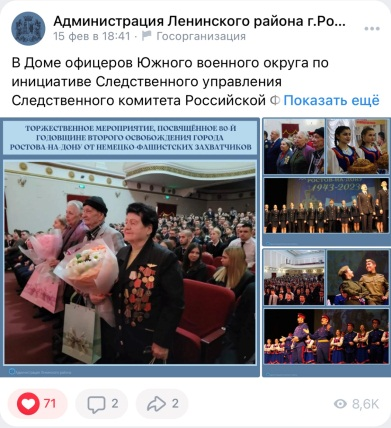 Администрация Ленинского района г.Ро...
15 фев в 18:41 · Госорганизация
В Доме офицеров Южного военного округа по
инициативе Следственного управления
Следственного комитета Российской Ф Показать ещё
ТОРЖЕСТВЕННОЕ МЕРОПРИЯТИЕ, ПОСВЯЩЁННОЕ 80-Й
ГОДОВЩИНЕ ВТОРОГО ОСВОБОЖДЕНИЯ ГОРОДА
РОСТОВА-НА-ДОНУ ОТ НЕМЕЦКО-ФАШИСТСКИХ ЗАХВАТЧИКОВ
1943-2023
71
2
2
8,6K